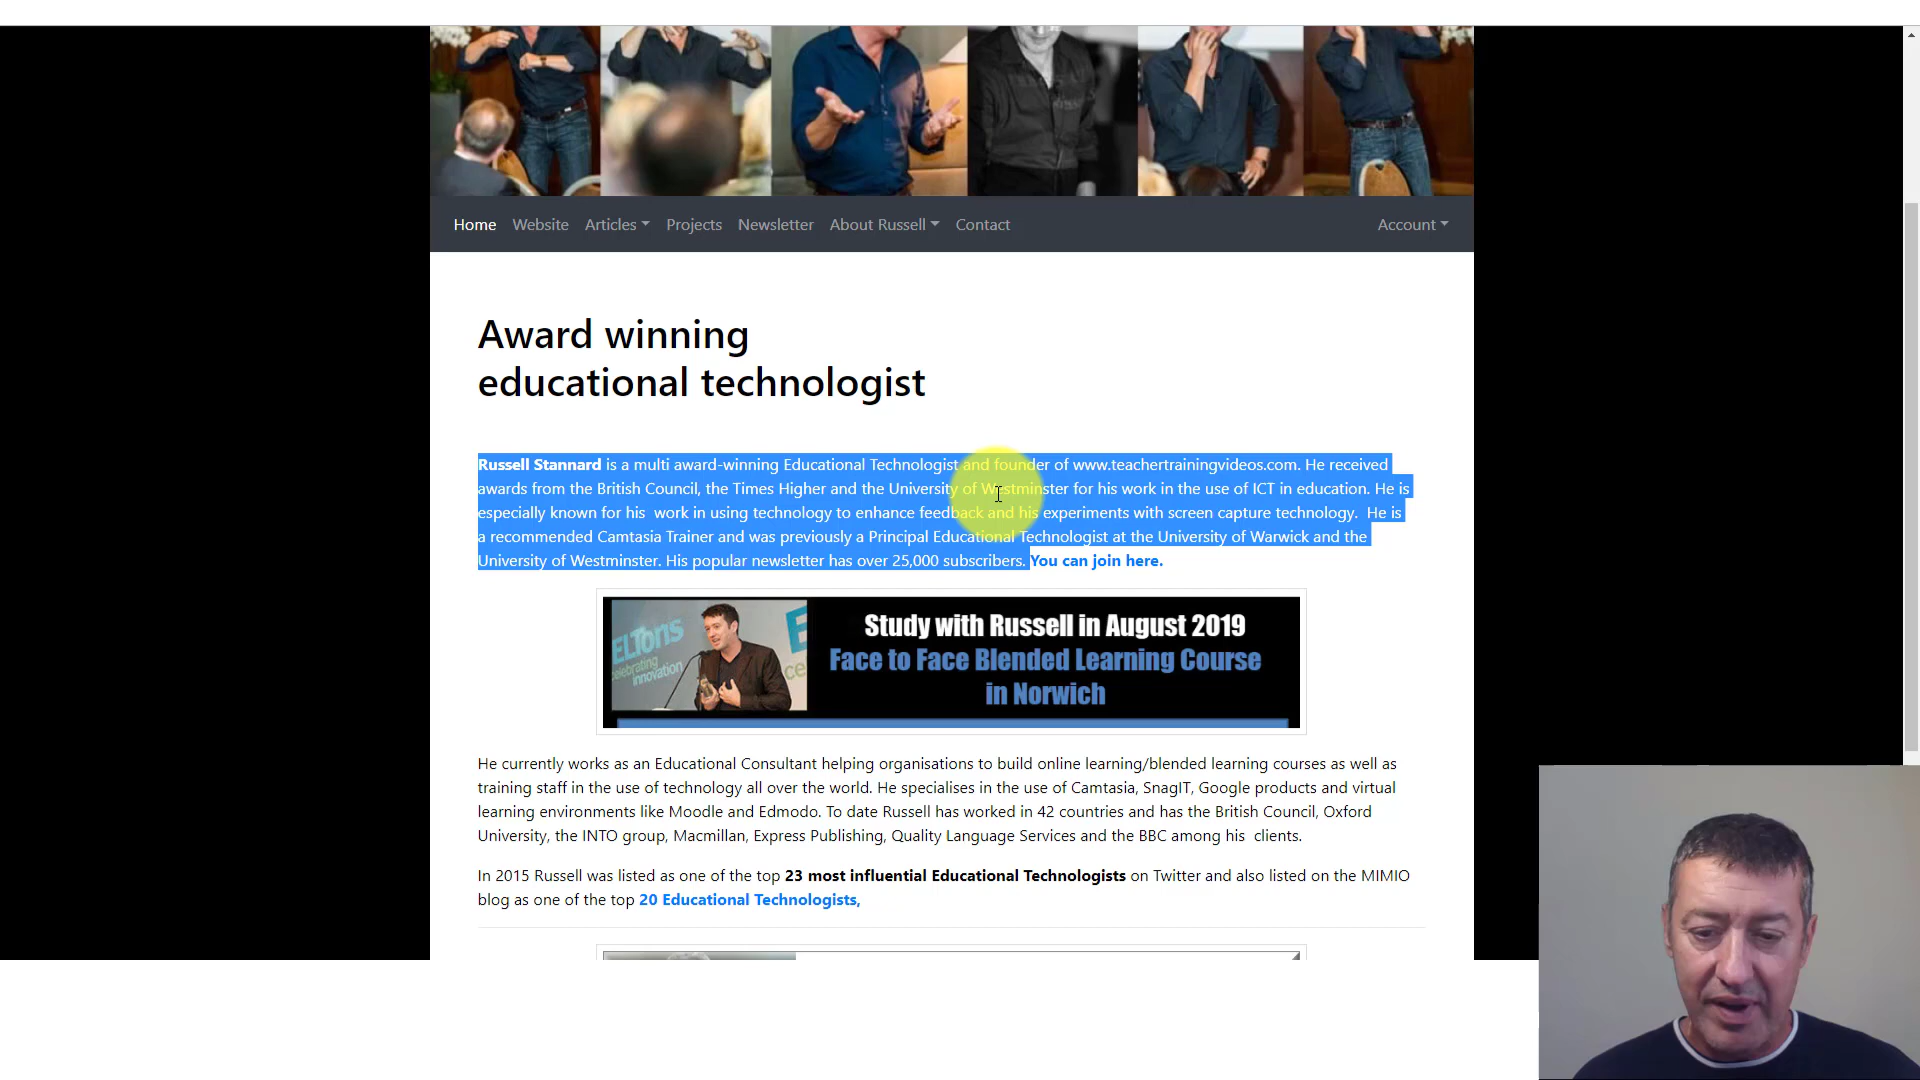 Home Website Articles Projects Newsletter About Russell Contact Account
Award winning
educational technologist
Russell Stannard is a multi award-winning Educational Technologist and founder of www.teachertrainingvideos.com. He received
awards from the British Council, the Times Higher and the University of Westminster for his work in the use of ICT in education. He is
especially known for his work in using technology to enhance feedback and his experiments with screen capture technology. He is
a recommended Camtasia Trainer and was previously a Principal Educational Technologist at the University of Warwick and the
University of Westminster. His popular newsletter has over 25,000 subscribers. You can join here.
ELTons
celebrating
innovation
Study with Russell in August 2019
Face to Face Blended Learning Course
in Norwich
He currently works as an Educational Consultant helping organisations to build online learning/blended learning courses as well as
training staff in the use of technology all over the world. He specialises in the use of Camtasia, SnagIT, Google products and virtual
learning environments like Moodle and Edmodo. To date Russell has worked in 42 countries and has the British Council, Oxford
University, the INTO group, Macmillan, Express Publishing, Quality Language Services and the BBC among his clients.
In 2015 Russell was listed as one of the top 23 most influential Educational Technologists on Twitter and also listed on the MIMIO
blog as one of the top 20 Educational Technologists,